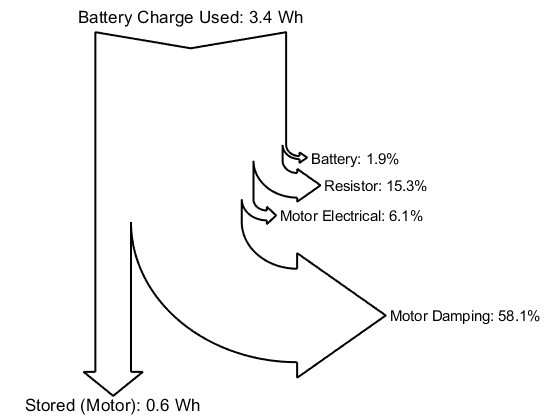 Battery Charge Used: 3.4 Wh
Battery: 1.9%
Resistor: 15.3%
Motor Electrical: 6.1%
Motor Damping: 58.1%
Stored (Motor): 0.6 Wh